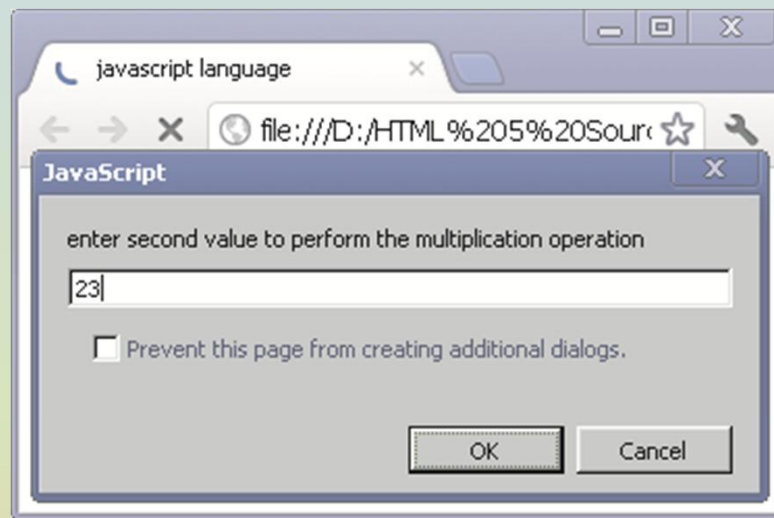 javascript language
file:///D:/HTML%205%20Sour
JavaScript
enter second value to perform the multiplication operation
23
Prevent this page from creating additional dialogs.
OK Cancel